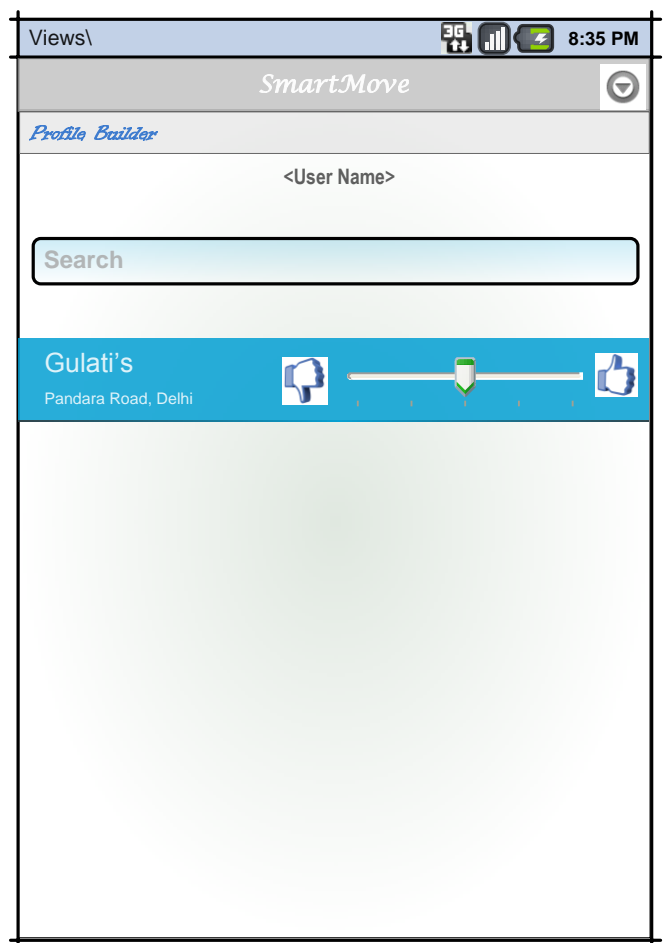 Views\
3G
8:35 PM
SmartMove
Profile Builder
<User Name>
Search
Gulati’s
Pandara Road, Delhi